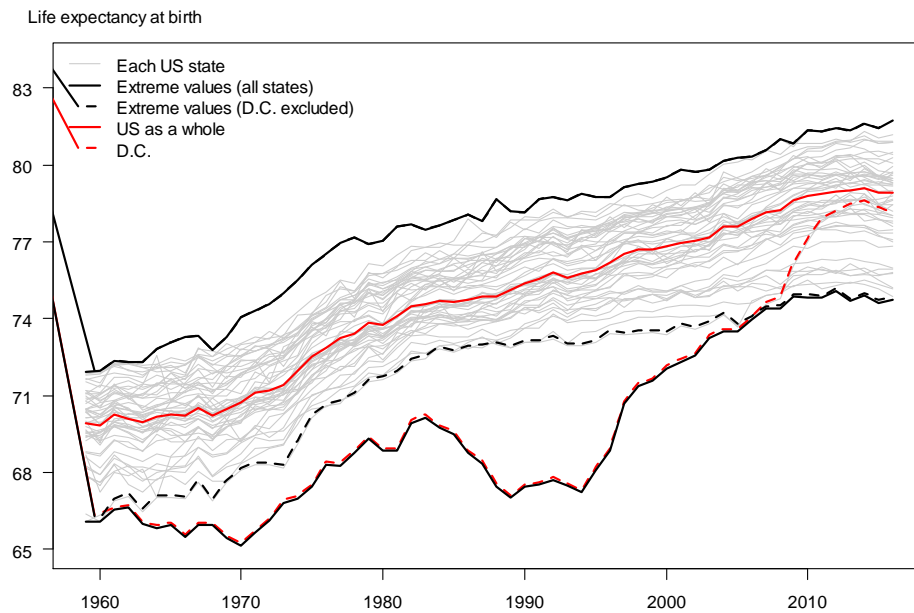 Life expectancy at birth
Each US state
Extreme values (all states)
Extreme values (D.C. excluded)
US as a whole
D.C.
83
80
77
74
71
68
65
1960 1970 1980 1990 2000 2010